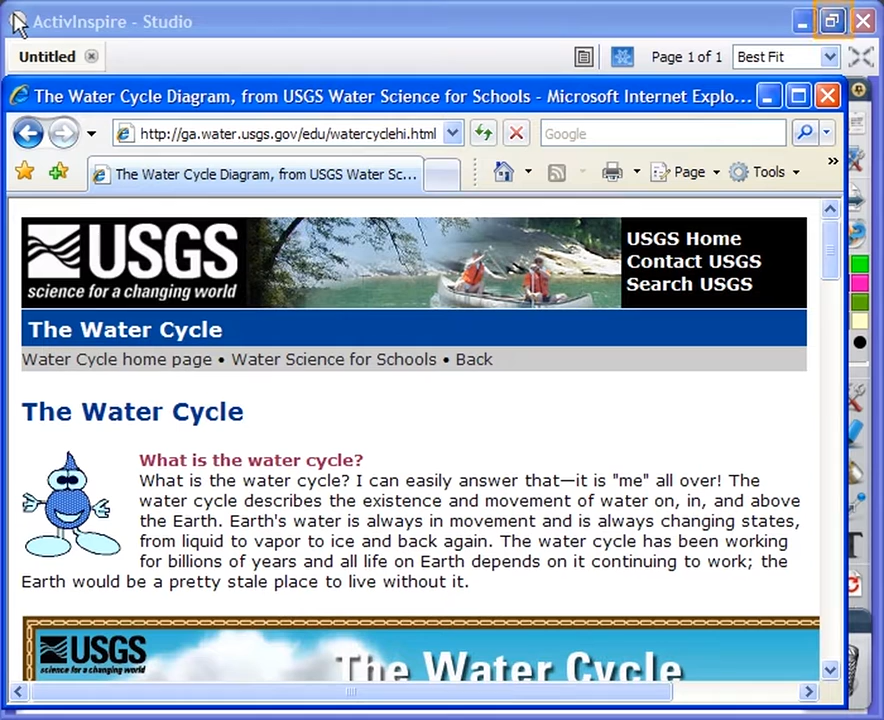 ActivInspire - Studio
Untitled
Page 1 of 1
Best Fit
The Water Cycle Diagram, from USGS Water Science for Schools - Microsoft Internet Explo...
http://ga.water.usgs.gov/edu/watercyclehi.html
Google
The Water Cycle Diagram, from USGS Water Sc...
Page
Tools
USGS
science for a changing world
USGS Home
Contact USGS
Search USGS
The Water Cycle
Water Cycle home page • Water Science for Schools • Back
The Water Cycle
What is the water cycle?
What is the water cycle? I can easily answer that—it is "me" all over! The
water cycle describes the existence and movement of water on, in, and above
the Earth. Earth's water is always in movement and is always changing states,
from liquid to vapor to ice and back again. The water cycle has been working
for billions of years and all life on Earth depends on it continuing to work; the
Earth would be a pretty stale place to live without it.
USGS
science for a changing world
The Water Cycle